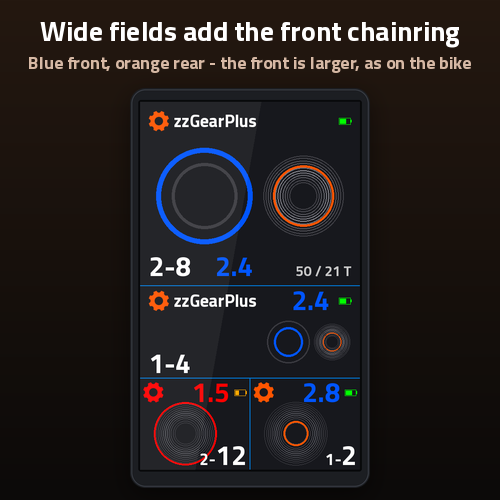 Wide fields add the front chainring
Blue front, orange rear - the front is larger, as on the bike
zzGearPlus
2-8 2.4 50 / 21 T
zzGearPlus 2.4
1-4
1.5 2.8
2-12 1-2